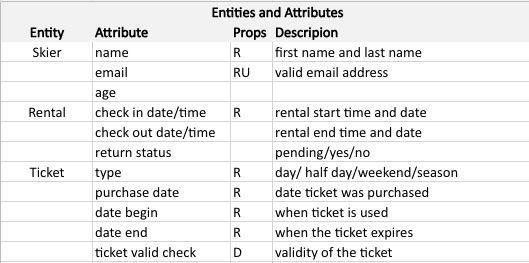 Entities and Attributes
Entity Attribute Props Descripion
Skier name R first name and last name
email RU valid email address
age
Rental check in date/time R rental start time and date
check out date/time rental end time and date
return status pending/yes/no
Ticket type R day/ half day/weekend/season
purchase date R date ticket was purchased
date begin R when ticket is used
date end R when the ticket expires
ticket valid check D validity of the ticket